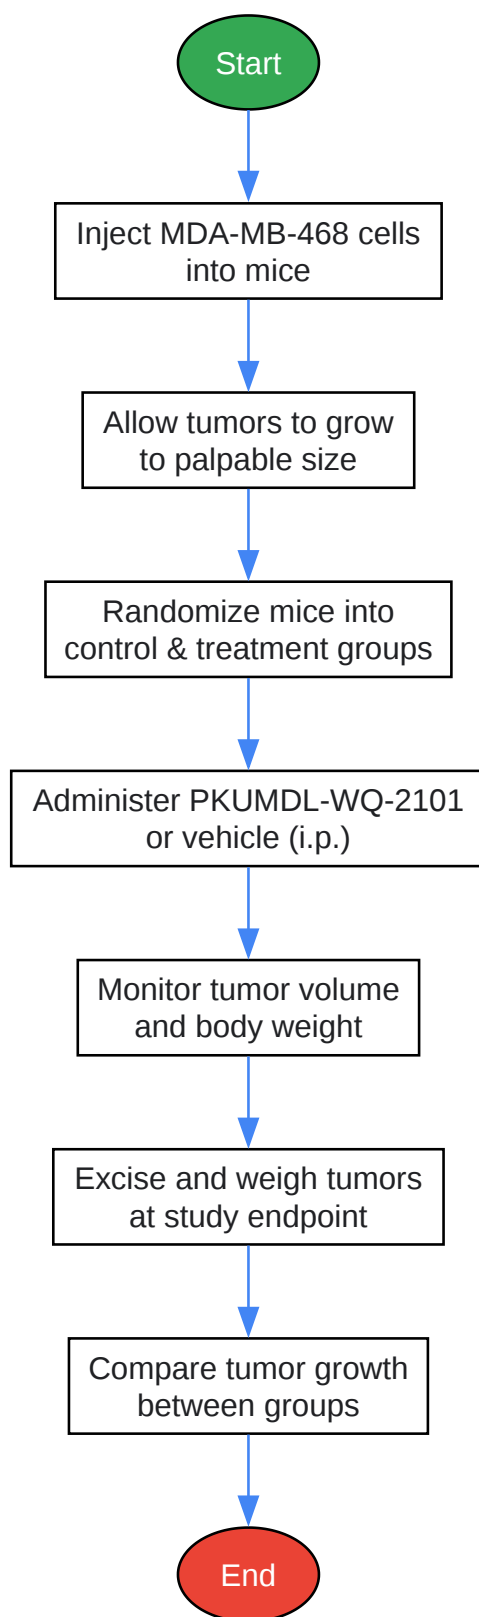 Start
Inject MDA-MB-468 cells
into mice
Allow tumors to grow
to palpable size
Randomize mice into
control & treatment groups
Administer PKUMDL-WQ-2101
or vehicle (i.p.)
Monitor tumor volume
and body weight
Excise and weigh tumors
at study endpoint
Compare tumor growth
between groups
End